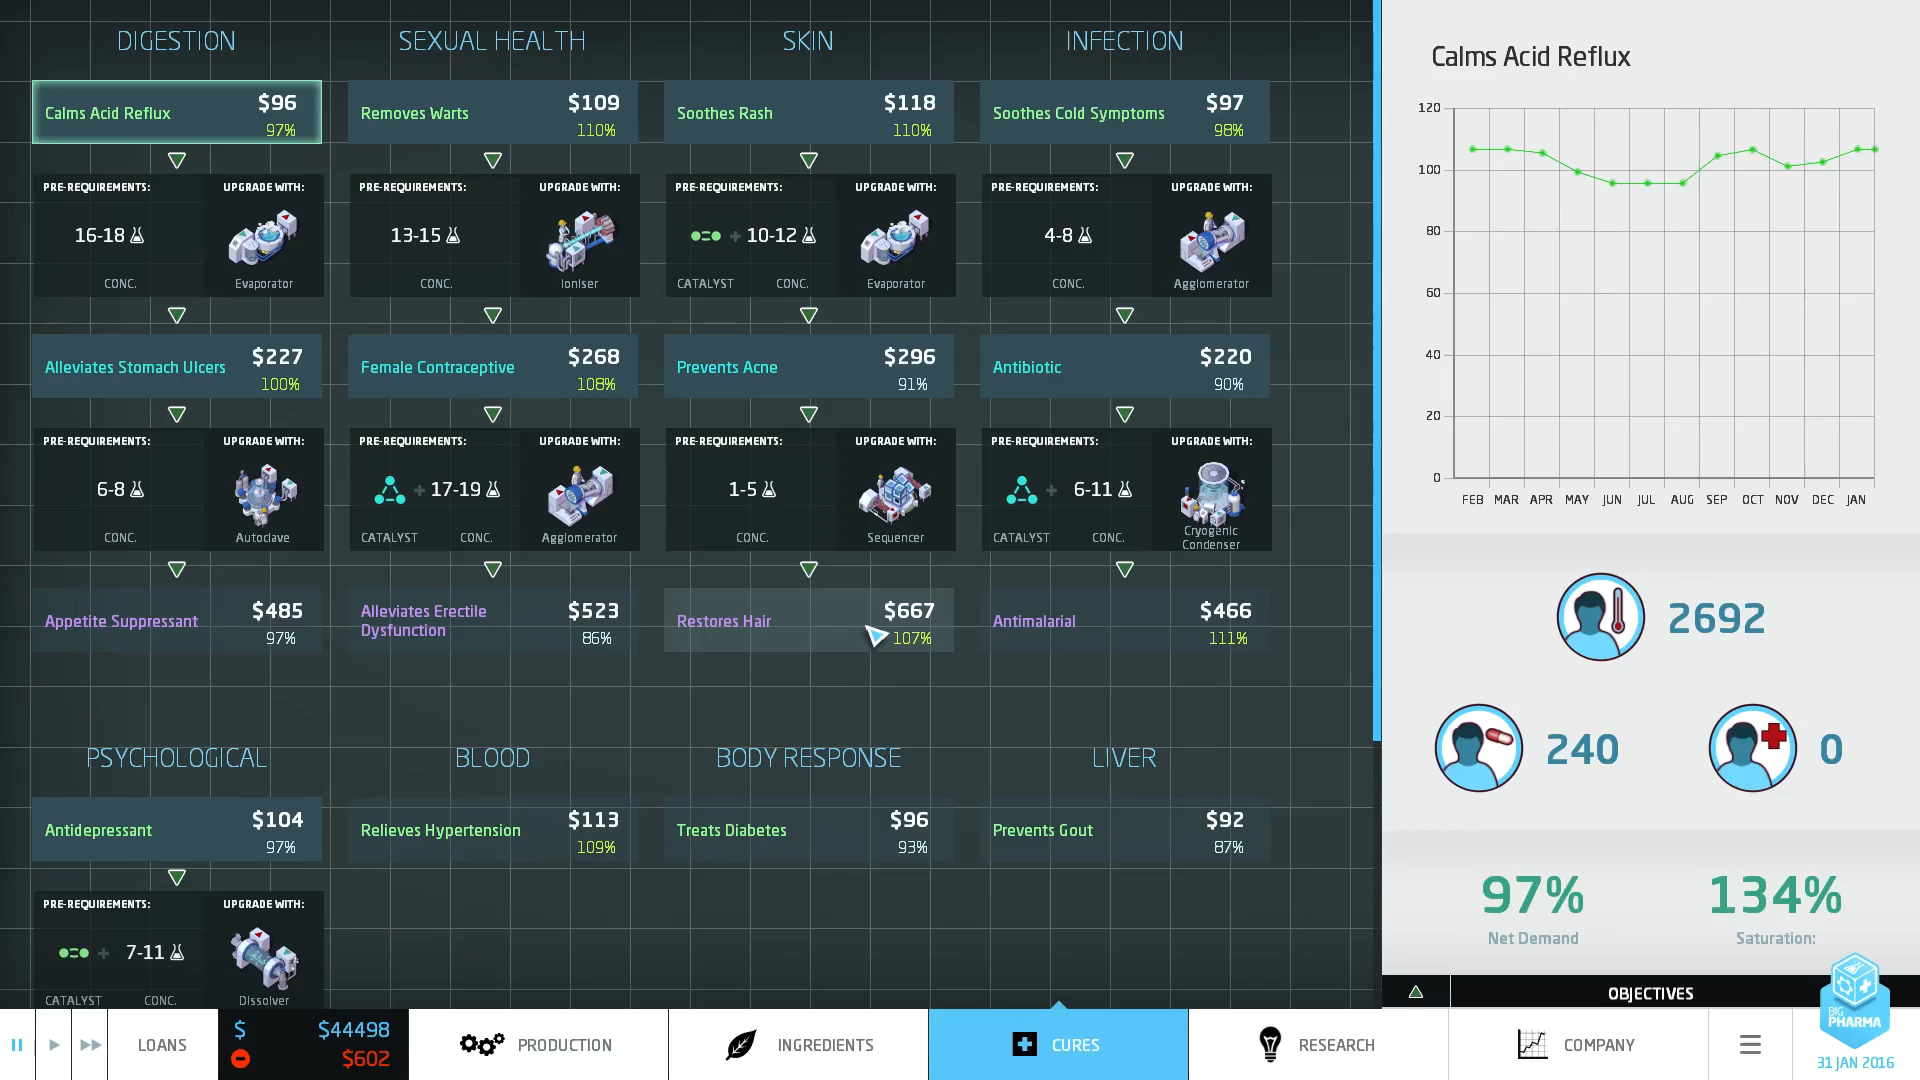 DIGESTION
SEXUAL HEALTH
SKIN
INFECTION
Calms Acid Reflux
$96
97%
Removes Warts
$109
110%
Soothes Rash
$118
110%
Soothes Cold Symptoms
$97
98%
PRE-REQUIREMENTS:
UPGRADE WITH:
16-18
CONC.
Evaporator
PRE-REQUIREMENTS:
UPGRADE WITH:
13-15
CONC.
Ioniser
PRE-REQUIREMENTS:
UPGRADE WITH:
+ 10-12
CATALYST
CONC.
Evaporator
PRE-REQUIREMENTS:
UPGRADE WITH:
4-8
CONC.
Agglomerator
Alleviates Stomach Ulcers
$227
100%
Female Contraceptive
$268
108%
Prevents Acne
$296
91%
Antibiotic
$220
90%
PRE-REQUIREMENTS:
UPGRADE WITH:
6-8
CONC.
Autoclave
PRE-REQUIREMENTS:
UPGRADE WITH:
+ 17-19
CATALYST
CONC.
Agglomerator
PRE-REQUIREMENTS:
UPGRADE WITH:
1-5
CONC.
Sequencer
PRE-REQUIREMENTS:
UPGRADE WITH:
+ 6-11
CATALYST
CONC.
Cryogenic
Condenser
Appetite Suppressant
$485
97%
Alleviates Erectile
Dysfunction
$523
86%
Restores Hair
$667
107%
Antimalarial
$466
111%
PSYCHOLOGICAL
BLOOD
BODY RESPONSE
LIVER
Antidepressant
$104
97%
Relieves Hypertension
$113
109%
Treats Diabetes
$96
93%
Prevents Gout
$92
87%
PRE-REQUIREMENTS:
UPGRADE WITH:
+ 7-11
CATALYST
CONC.
Dissolver
Calms Acid Reflux
120
100
80
60
40
20
0
FEB MAR APR MAY JUN JUL AUG SEP OCT NOV DEC JAN
2692
240
0
97%
Net Demand
134%
Saturation:
OBJECTIVES
LOANS
$ $44498
$602
PRODUCTION
INGREDIENTS
CURES
RESEARCH
COMPANY
BIG
PHARMA
31 JAN 2016